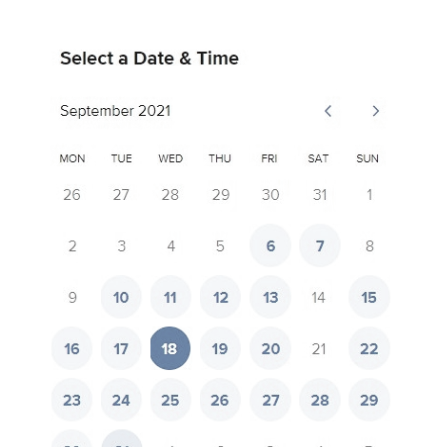 Select a Date & Time
September 2021
MON TUE WED THU FRI SAT SUN
26 27 28 29 30 31 1
2 3 4 5 6 7 8
9 10 11 12 13 14 15
16 17 18 19 20 21 22
23 24 25 26 27 28 29